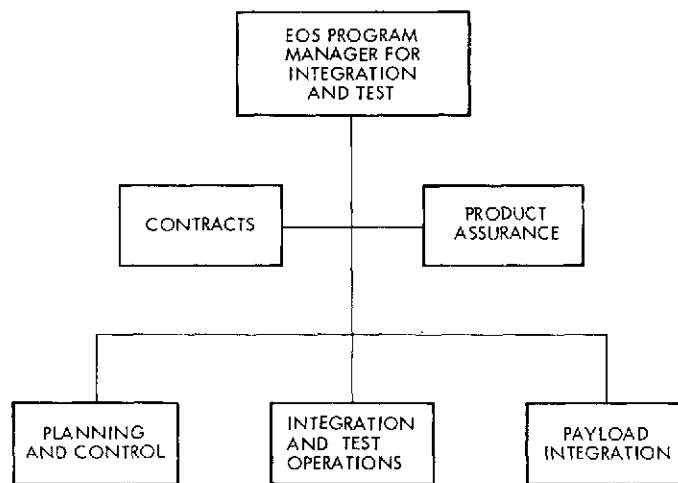 EOS PROGRAM
MANAGER FOR
INTEGRATION
AND TEST
CONTRACTS
PRODUCT
ASSURANCE
PLANNING
AND CONTROL
INTEGRATION
AND TEST
OPERATIONS
PAYLOAD
INTEGRATION